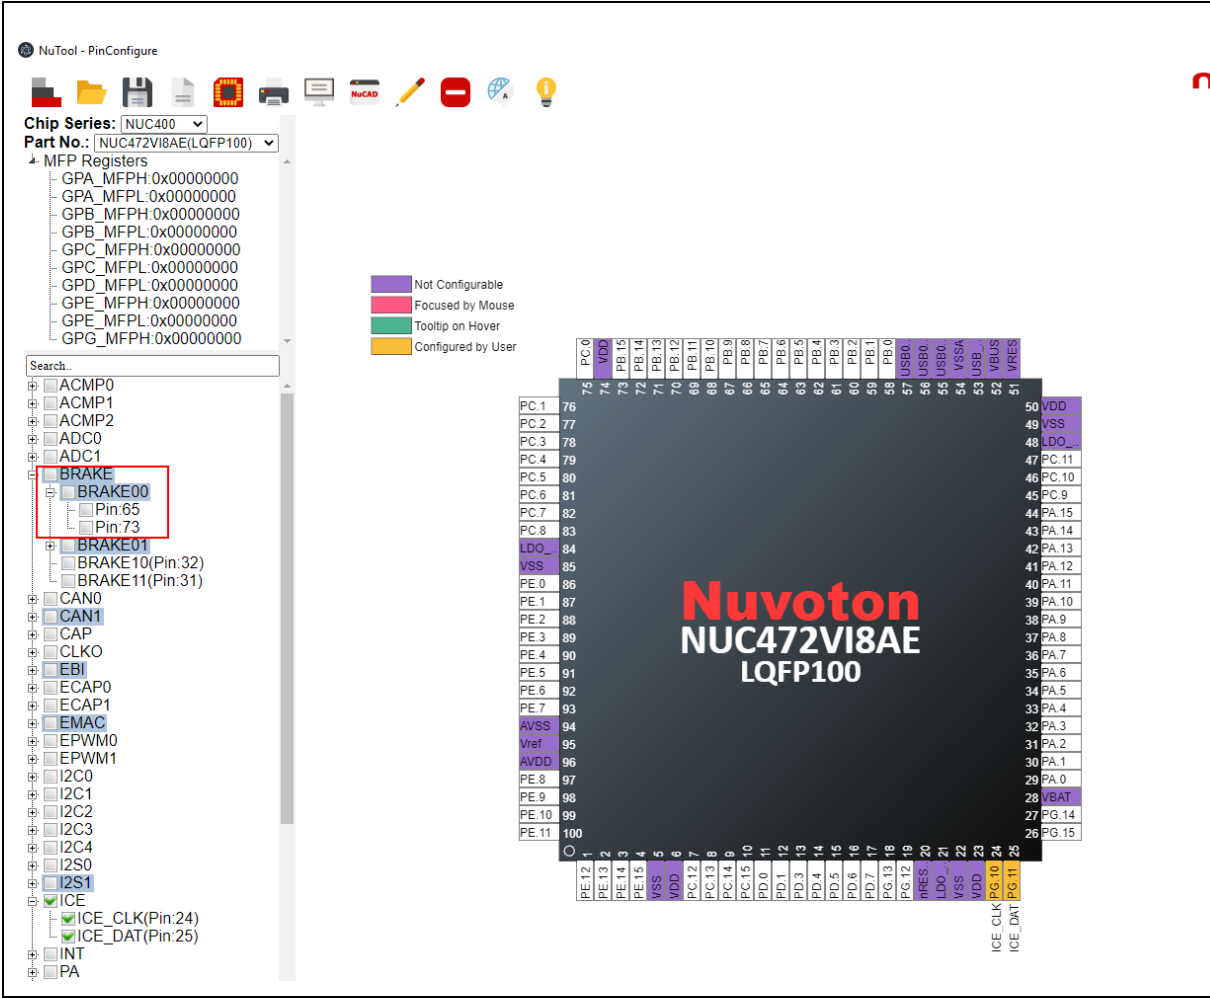 NuTool - PinConfigure
NuCAD
A
Chip Series: NUC400
Part No.: NUC472VI8AE(LQFP100)
MFP Registers
GPA_MFPH:0x00000000
GPA_MFPL:0x00000000
GPB_MFPH:0x00000000
GPB_MFPL:0x00000000
GPC_MFPH:0x00000000
GPC_MFPL:0x00000000
GPD_MFPL:0x00000000
GPE_MFPH:0x00000000
GPE_MFPL:0x00000000
GPG_MFPH:0x00000000
Search..
ACMP0
ACMP1
ACMP2
ADC0
ADC1
BRAKE
BRAKE00
Pin:65
Pin:73
BRAKE01
BRAKE10(Pin:32)
BRAKE11(Pin:31)
CAN0
CAN1
CAP
CLKO
EBI
ECAP0
ECAP1
EMAC
EPWM0
EPWM1
I2C0
I2C1
I2C2
I2C3
I2C4
I2S0
I2S1
ICE
ICE_CLK(Pin:24)
ICE_DAT(Pin:25)
INT
PA
Not Configurable
Focused by Mouse
Tooltip on Hover
Configured by User
PC.0 VDD PB.15 PB.14 PB.13 PB.12 PB.11 PB.10 PB.9 PB.8 PB.7 PB.6 PB.5 PB.4 PB.3 PB.2 PB.1 PB.0 USB0.. USB0.. USB0.. VSSA USB_.. VBUS VRES
75 74 73 72 71 70 69 68 67 66 65 64 63 62 61 60 59 58 57 56 55 54 53 52 51
PC.1 76
PC.2 77
PC.3 78
PC.4 79
PC.5 80
PC.6 81
PC.7 82
PC.8 83
LDO_.. 84
VSS 85
PE.0 86
PE.1 87
PE.2 88
PE.3 89
PE.4 90
PE.5 91
PE.6 92
PE.7 93
AVSS 94
Vref 95
AVDD 96
PE.8 97
PE.9 98
PE.10 99
PE.11 100
Nuvoton
NUC472VI8AE
LQFP100
50 VDD
49 VSS
48 LDO_..
47 PC.11
46 PC.10
45 PC.9
44 PA.15
43 PA.14
42 PA.13
41 PA.12
40 PA.11
39 PA.10
38 PA.9
37 PA.8
36 PA.7
35 PA.6
34 PA.5
33 PA.4
32 PA.3
31 PA.2
30 PA.1
29 PA.0
28 VBAT
27 PG.14
26 PG.15
1 2 3 4 5 6 7 8 9 10 11 12 13 14 15 16 17 18 19 20 21 22 23 24 25
PE.12 PE.13 PE.14 PE.15 VSS VDD PC.12 PC.13 PC.14 PC.15 PD.0 PD.1 PD.3 PD.4 PD.5 PD.6 PD.7 PG.13 PG.12 nRES.. LDO_.. VSS VDD PG.10 PG.11
ICE_CLK ICE_DAT